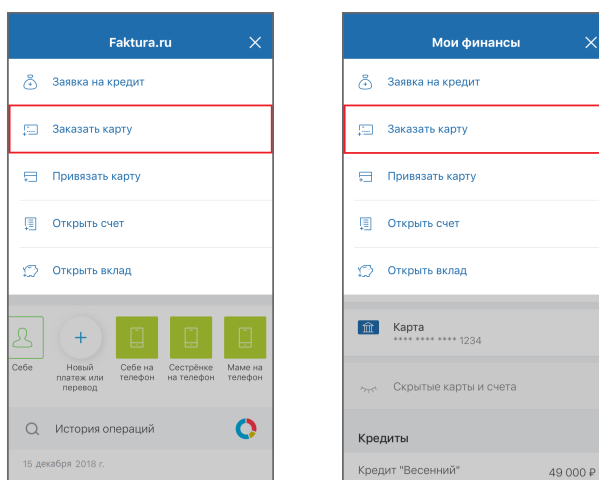 Faktura.ru
Заявка на кредит
Заказать карту
Привязать карту
Открыть счет
Открыть вклад
Себе
Новый платеж или перевод
Себе на телефон
Сестрёнке на телефон
Маме на телефон
История операций
15 декабря 2018 г.
Мои финансы
Заявка на кредит
Заказать карту
Привязать карту
Открыть счет
Открыть вклад
Карта
**** **** **** 1234
Скрытые карты и счета
Кредиты
Кредит "Весенний" 49 000 ₽